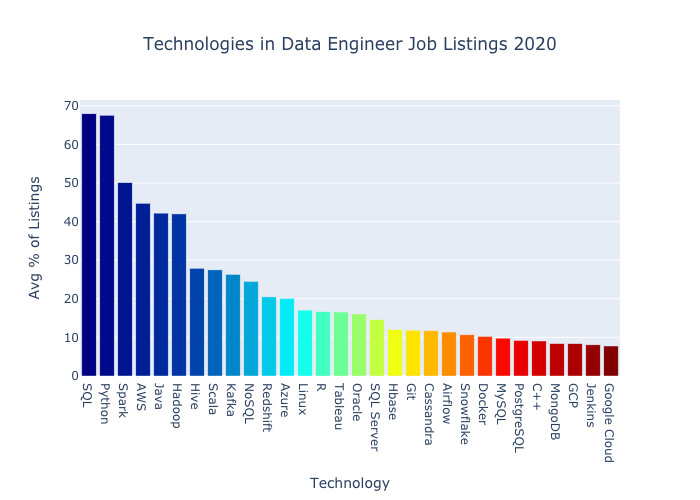 Technologies in Data Engineer Job Listings 2020
Avg % of Listings
70
60
50
40
30
20
10
0
SQL
Python
Spark
AWS
Java
Hadoop
Hive
Scala
Kafka
NoSQL
Redshift
Azure
Linux
R
Tableau
Oracle
SQL Server
Hbase
Git
Cassandra
Airflow
Snowflake
Docker
MySQL
PostgreSQL
C++
MongoDB
GCP
Jenkins
Google Cloud
Technology